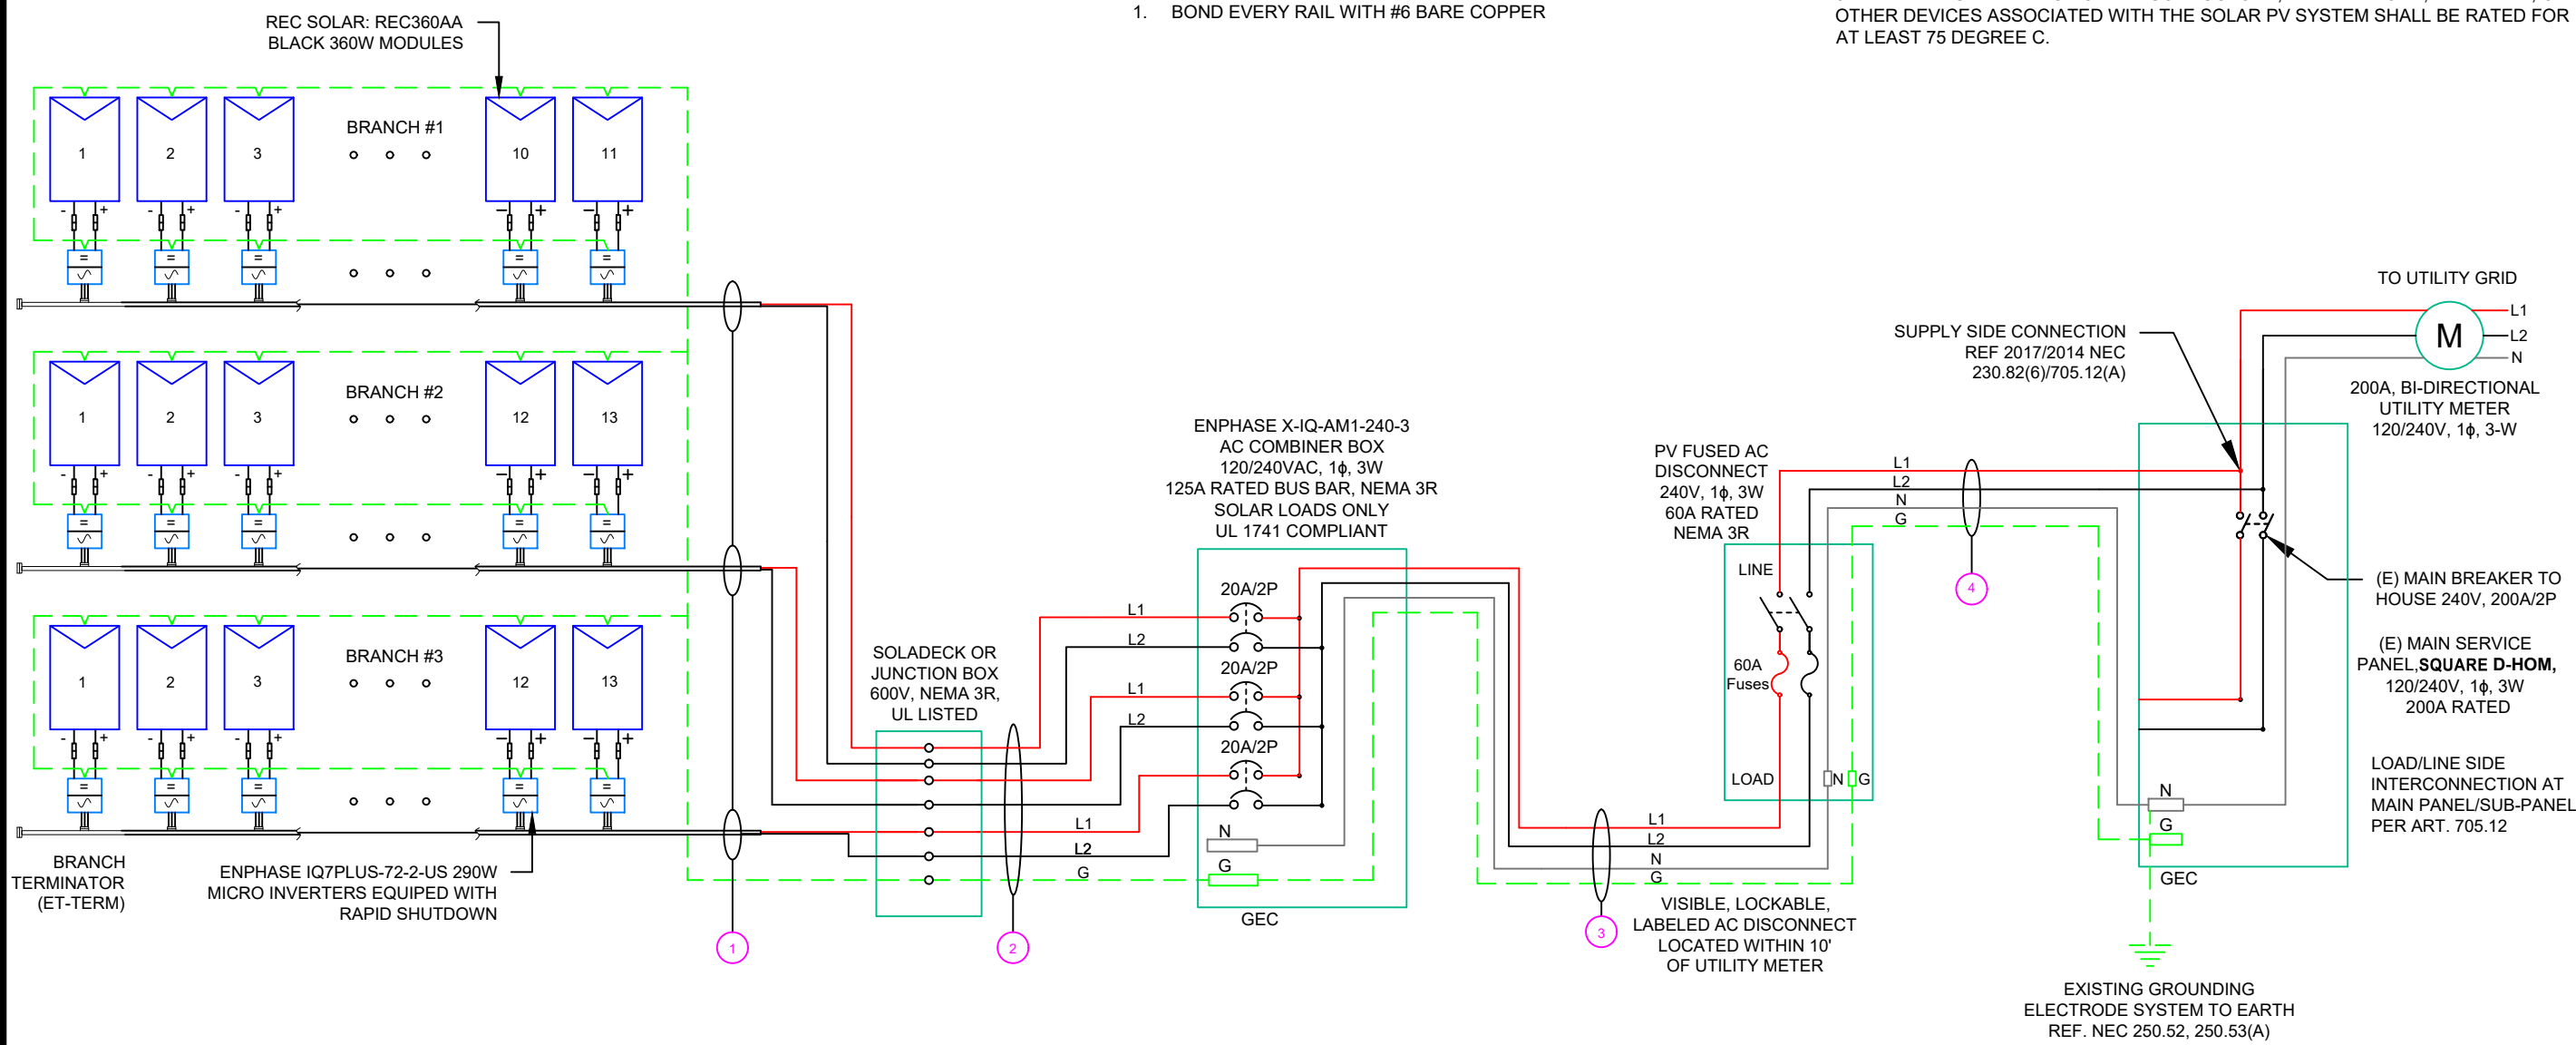 REC SOLAR: REC360AA
BLACK 360W MODULES
1. BOND EVERY RAIL WITH #6 BARE COPPER
OTHER DEVICES ASSOCIATED WITH THE SOLAR PV SYSTEM SHALL BE RATED FOR
AT LEAST 75 DEGREE C.
BRANCH #1
1 2 3 10 11
- + - + - + - + - +
BRANCH #2
1 2 3 12 13
- + - + - + - + - +
BRANCH #3
1 2 3 12 13
- + - + - + - + - +
BRANCH
TERMINATOR
(ET-TERM)
ENPHASE IQ7PLUS-72-2-US 290W
MICRO INVERTERS EQUIPED WITH
RAPID SHUTDOWN
1
SOLADECK OR
JUNCTION BOX
600V, NEMA 3R,
UL LISTED
2
L1
L2
L1
L2
L1
L2
G
ENPHASE X-IQ-AM1-240-3
AC COMBINER BOX
120/240VAC, 1ϕ, 3W
125A RATED BUS BAR, NEMA 3R
SOLAR LOADS ONLY
UL 1741 COMPLIANT
20A/2P
20A/2P
20A/2P
N
G
GEC
L1
L2
N
G
3
PV FUSED AC
DISCONNECT
240V, 1ϕ, 3W
60A RATED
NEMA 3R
LINE
60A
Fuses
LOAD
N G
VISIBLE, LOCKABLE,
LABELED AC DISCONNECT
LOCATED WITHIN 10'
OF UTILITY METER
L1
L2
N
G
4
SUPPLY SIDE CONNECTION
REF 2017/2014 NEC
230.82(6)/705.12(A)
TO UTILITY GRID
M
L1
L2
N
200A, BI-DIRECTIONAL
UTILITY METER
120/240V, 1ϕ, 3-W
(E) MAIN BREAKER TO
HOUSE 240V, 200A/2P
(E) MAIN SERVICE
PANEL,SQUARE D-HOM,
120/240V, 1ϕ, 3W
200A RATED
LOAD/LINE SIDE
INTERCONNECTION AT
MAIN PANEL/SUB-PANEL
PER ART. 705.12
N
G
GEC
EXISTING GROUNDING
ELECTRODE SYSTEM TO EARTH
REF. NEC 250.52, 250.53(A)